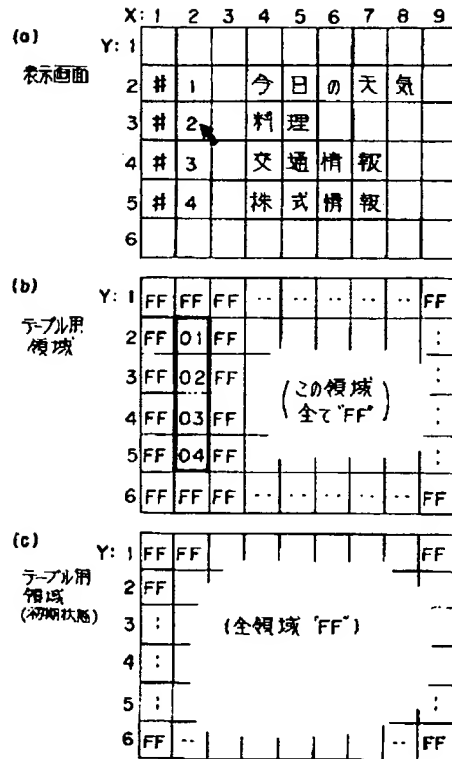 X: 1 2 3 4 5 6 7 8 9
(a)
Y: 1
表示画面
2 # 1 今日の天気
3 # 2 料理
4 # 3 交通情報
5 # 4 株式情報
6
(b)
Y: 1 FF FF FF ・・ ・・ FF
テーブル用
領域
2 FF 01 FF :
3 FF 02 FF (この領域 :
4 FF 03 FF 全て"FF") :
5 FF 04 FF :
6 FF FF FF ・・ ・・ ・・ FF
(c)
Y: 1 FF FF FF
テーブル用
領域
(初期状態)
2 FF
3 : (全領域"FF") :
4 : :
5 : :
6 FF ・・ ・・ FF